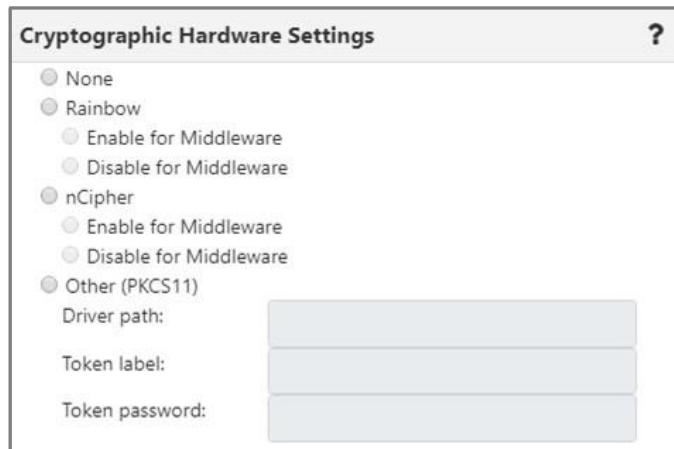 Cryptographic Hardware Settings ?
None
Rainbow
Enable for Middleware
Disable for Middleware
nCipher
Enable for Middleware
Disable for Middleware
Other (PKCS11)
Driver path:
Token label:
Token password: